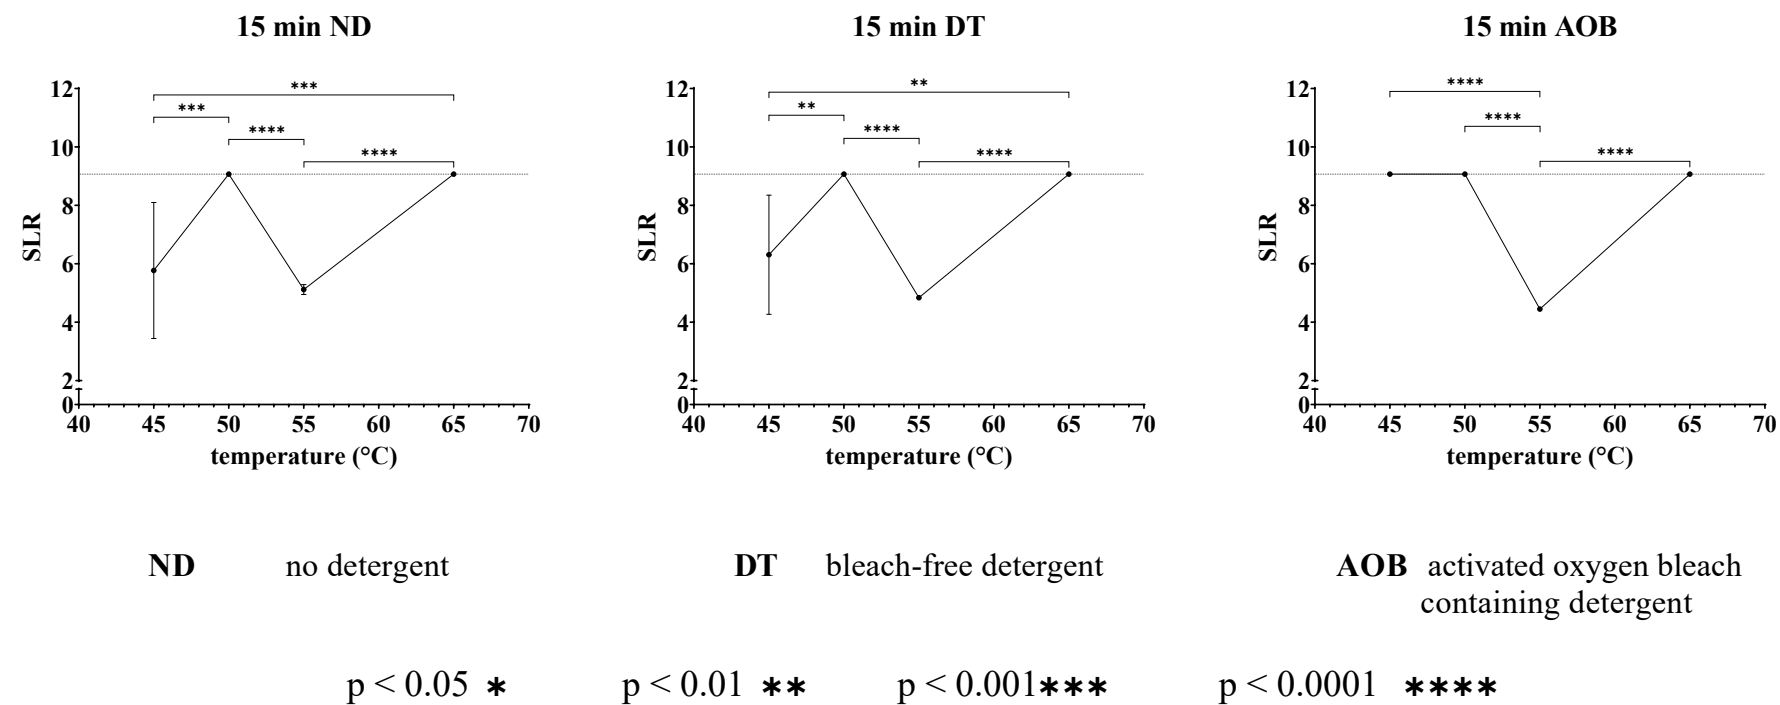 15 min ND
12
10
8
6
4
2
0
SLR
***
***
****
****
40 45 50 55 60 65 70
temperature (°C)
15 min DT
12
10
8
6
4
2
0
SLR
**
**
****
****
40 45 50 55 60 65 70
temperature (°C)
15 min AOB
12
10
8
6
4
2
0
SLR
****
****
****
40 45 50 55 60 65 70
temperature (°C)
ND no detergent
DT bleach-free detergent
AOB activated oxygen bleach
containing detergent
p < 0.05 * p < 0.01 ** p < 0.001*** p < 0.0001 ****